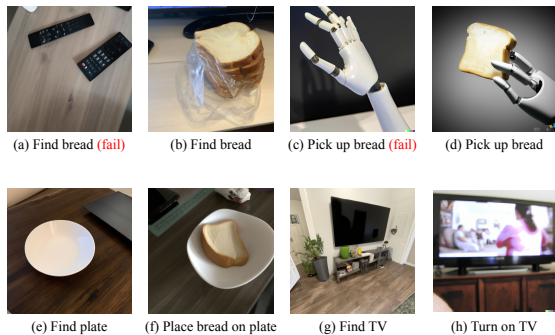 (a) Find bread (fail)
(b) Find bread
(c) Pick up bread (fail)
(d) Pick up bread
(e) Find plate
(f) Place bread on plate
(g) Find TV
(h) Turn on TV